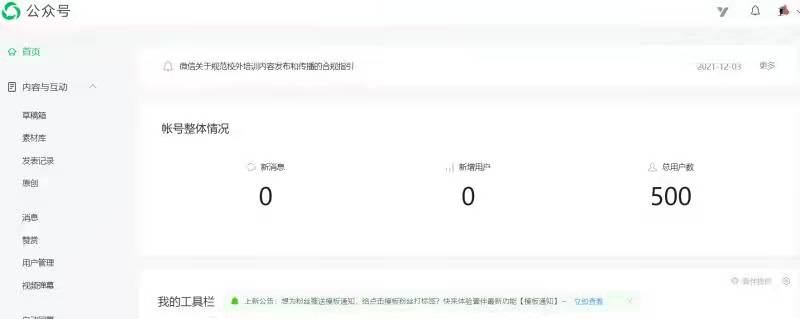 公众号
首页
微信关于规范校外培训内容发布和传播的合规指引 2021-12-03 更多
内容与互动
草稿箱
帐号整体情况
素材库
发表记录
新消息 新增用户 总用户数
原创
0 0 500
消息
赞赏
用户管理
视频弹幕
我的工具栏
上新公告：想为粉丝推送模板通知、给点击模板粉丝打标签？快来体验壹伴最新功能【模板通知】~ 立即查看